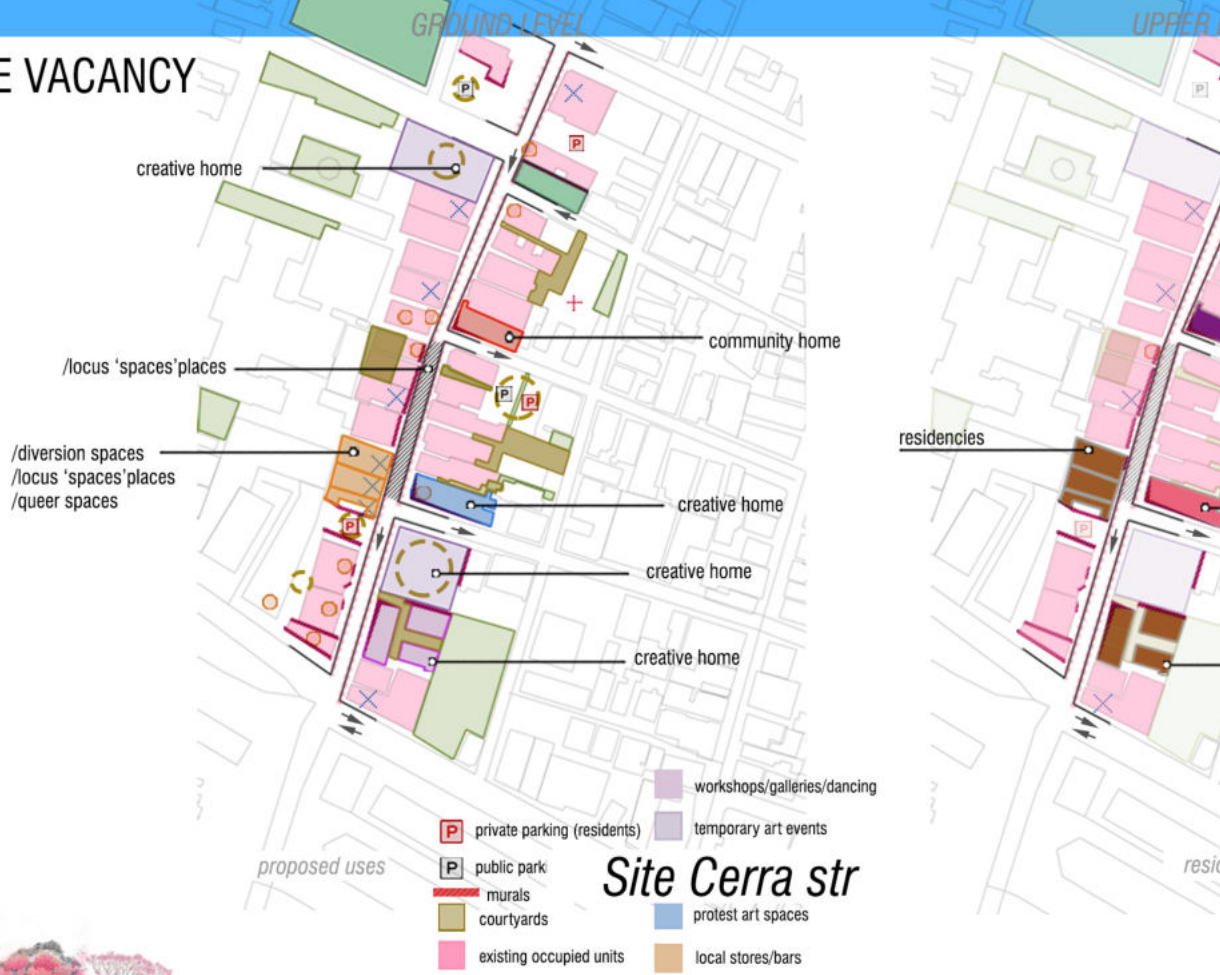 GROUND LEVEL
UPPER
E VACANCY
P
P
creative home
community home
/locus 'spaces'places
P
P
/diversion spaces
/locus 'spaces'places
/queer spaces
residencies
creative home
P
creative home
creative home
workshops/galleries/dancing
P private parking (residents)
temporary art events
P public park
proposed uses
Site Cerra str
murals
courtyards
protest art spaces
existing occupied units
local stores/bars
P
P